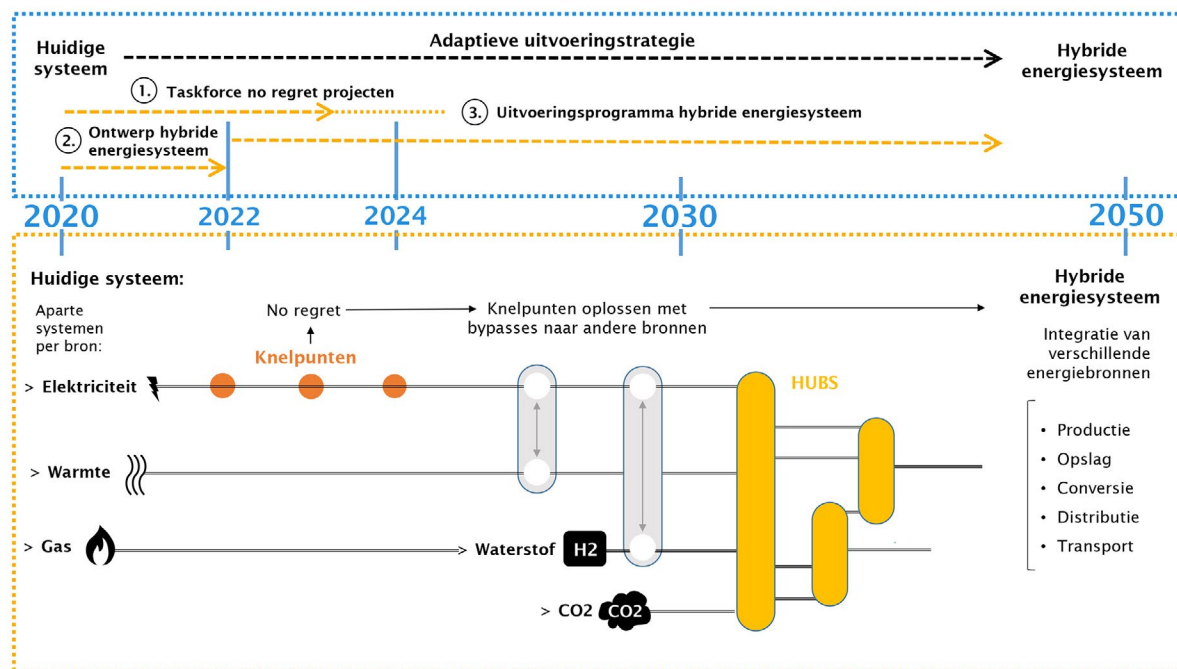 Huidige
systeem
Adaptieve uitvoeringstrategie
Hybride
energiesysteem
1. Taskforce no regret projecten
2. Ontwerp hybride
energiesysteem
3. Uitvoeringsprogramma hybride energiesysteem
2020
2022
2024
2030
2050
Huidige systeem:
Aparte
systemen
per bron:
No regret
Knelpunten
Knelpunten oplossen met
bypasses naar andere bronnen
Hybride
energiesysteem
Integratie van
verschillende
energiebronnen
> Elektriciteit
HUBS
> Warmte
> Gas
> Waterstof H2
> CO2 CO2
• Productie
• Opslag
• Conversie
• Distributie
• Transport